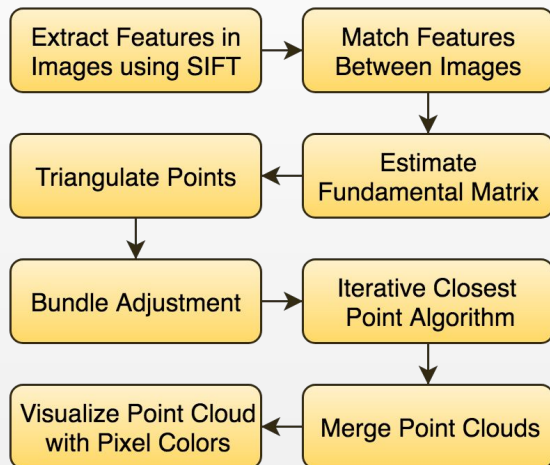 Extract Features in
Images using SIFT
Match Features
Between Images
Estimate
Fundamental Matrix
Triangulate Points
Bundle Adjustment
Iterative Closest
Point Algorithm
Merge Point Clouds
Visualize Point Cloud
with Pixel Colors